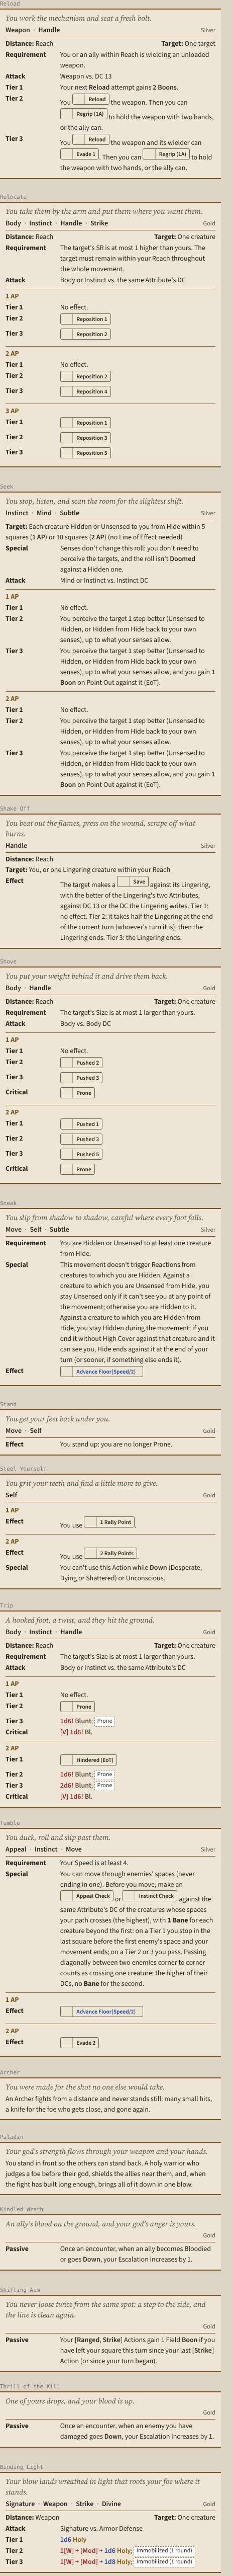 Reload
You work the mechanism and seat a fresh bolt.
Weapon · Handle Silver
Distance: Reach Target: One target
Requirement You or an ally within Reach is wielding an unloaded
weapon.
Attack Weapon vs. DC 13
Tier 1 Your next Reload attempt gains 2 Boons.
Tier 2 You Reload the weapon. Then you can
Regrip (1A) to hold the weapon with two hands,
or the ally can.
Tier 3 You Reload the weapon and its wielder can
Evade 1. Then you can Regrip (1A) to hold
the weapon with two hands, or the ally can.
Relocate
You take them by the arm and put them where you want them.
Body · Instinct · Handle · Strike Gold
Distance: Reach Target: One creature
Requirement The target's SR is at most 1 higher than yours. The
target must remain within your Reach throughout
the whole movement.
Attack Body or Instinct vs. the same Attribute's DC
1 AP
Tier 1 No effect.
Tier 2 Reposition 1
Tier 3 Reposition 2
2 AP
Tier 1 No effect.
Tier 2 Reposition 2
Tier 3 Reposition 4
3 AP
Tier 1 Reposition 1
Tier 2 Reposition 3
Tier 3 Reposition 5
Seek
You stop, listen, and scan the room for the slightest shift.
Instinct · Mind · Subtle Silver
Target: Each creature Hidden or Unsensed to you from Hide within 5
squares (1 AP) or 10 squares (2 AP) (no Line of Effect needed)
Special Senses don't change this roll: you don't need to
perceive the targets, and the roll isn't Doomed
against a Hidden one.
Attack Mind or Instinct vs. Instinct DC
1 AP
Tier 1 No effect.
Tier 2 You perceive the target 1 step better (Unsensed to
Hidden, or Hidden from Hide back to your own
senses), up to what your senses allow.
Tier 3 You perceive the target 1 step better (Unsensed to
Hidden, or Hidden from Hide back to your own
senses), up to what your senses allow, and you gain 1
Boon on Point Out against it (EoT).
2 AP
Tier 1 No effect.
Tier 2 You perceive the target 1 step better (Unsensed to
Hidden, or Hidden from Hide back to your own
senses), up to what your senses allow.
Tier 3 You perceive the target 1 step better (Unsensed to
Hidden, or Hidden from Hide back to your own
senses), up to what your senses allow, and you gain 1
Boon on Point Out against it (EoT).
Shake Off
You beat out the flames, press on the wound, scrape off what
burns.
Handle Silver
Distance: Reach
Target: You, or one Lingering creature within your Reach
Effect The target makes a Save against its Lingering,
with the better of the Lingering's two Attributes,
against DC 13 or the DC the Lingering writes. Tier 1:
no effect. Tier 2: it takes half the Lingering at the end
of the current turn (whoever's turn it is), then the
Lingering ends. Tier 3: the Lingering ends.
Shove
You put your weight behind it and drive them back.
Body · Handle Gold
Distance: Reach Target: One creature
Requirement The target's Size is at most 1 larger than yours.
Attack Body vs. Body DC
1 AP
Tier 1 No effect.
Tier 2 Pushed 2
Tier 3 Pushed 3
Critical Prone
2 AP
Tier 1 Pushed 1
Tier 2 Pushed 3
Tier 3 Pushed 5
Critical Prone
Sneak
You slip from shadow to shadow, careful where every foot falls.
Move · Self · Subtle Gold
Requirement You are Hidden or Unsensed to at least one creature
from Hide.
Special This movement doesn't trigger Reactions from
creatures to which you are Hidden. Against a
creature to which you are Unsensed from Hide, you
stay Unsensed only if it can't see you at any point of
the movement; otherwise you are Hidden to it.
Against a creature to which you are Hidden from
Hide, you stay Hidden during the movement; if you
end it without High Cover against that creature and it
can see you, Hide ends against it at the end of your
turn (or sooner, if something else ends it).
Effect Advance Floor(Speed/2)
Stand
You get your feet back under you.
Move · Self Gold
Effect You stand up: you are no longer Prone.
Steel Yourself
You grit your teeth and find a little more to give.
Self Gold
1 AP
Effect You use 1 Rally Point.
2 AP
Effect You use 2 Rally Points.
Special You can't use this Action while Down (Desperate,
Dying or Shattered) or Unconscious.
Trip
A hooked foot, a twist, and they hit the ground.
Body · Instinct · Handle Gold
Distance: Reach Target: One creature
Requirement The target's Size is at most 1 larger than yours.
Attack Body or Instinct vs. the same Attribute's DC
1 AP
Tier 1 No effect.
Tier 2 Prone
Tier 3 1d6! Blunt; Prone
Critical [V] 1d6! Bl.
2 AP
Tier 1 Hindered (EoT)
Tier 2 1d6! Blunt; Prone
Tier 3 2d6! Blunt; Prone
Critical [V] 1d6! Bl.
Tumble
You duck, roll and slip past them.
Appeal · Instinct · Move Silver
Requirement Your Speed is at least 4.
Special You can move through enemies' spaces (never
ending in one). Before you move, make an
Appeal Check or Instinct Check against the
same Attribute's DC of the creatures whose spaces
your path crosses (the highest), with 1 Bane for each
creature beyond the first: on a Tier 1 you stop in the
last square before the first enemy's space and your
movement ends; on a Tier 2 or 3 you pass. Passing
diagonally between two enemies corner to corner
counts as crossing one creature: the higher of their
DCs, no Bane for the second.
1 AP
Effect Advance Floor(Speed/2)
2 AP
Effect Evade 2
Archer
You were made for the shot no one else would take.
An Archer fights from a distance and never stands still: many small hits,
a knife for the foe who gets close, and gone again.
Paladin
Your god's strength flows through your weapon and your hands.
You stand in front so the others can stand back. A holy warrior who
judges a foe before their god, shields the allies near them, and, when
the fight has built long enough, brings all of it down in one blow.
Kindled Wrath
An ally's blood on the ground, and your god's anger is yours.
Gold
Passive Once an encounter, when an ally becomes Bloodied
or goes Down, your Escalation increases by 1.
Shifting Aim
You never loose twice from the same spot: a step to the side, and
the line is clean again.
Gold
Passive Your [Ranged, Strike] Actions gain 1 Field Boon if you
have left your square this turn since your last [Strike]
Action (or since your turn began).
Thrill of the Kill
One of yours drops, and your blood is up.
Gold
Passive Once an encounter, when an enemy you have
damaged goes Down, your Escalation increases by 1.
Binding Light
Your blow lands wreathed in light that roots your foe where it
stands.
Signature · Weapon · Strike · Divine Gold
Distance: Weapon Target: One creature
Attack Signature vs. Armor Defense
Tier 1 1d6 Holy
Tier 2 1[W] + [Mod] + 1d6 Holy; Immobilized (1 round)
Tier 3 1[W] + [Mod] + 1d8 Holy; Immobilized (1 round)